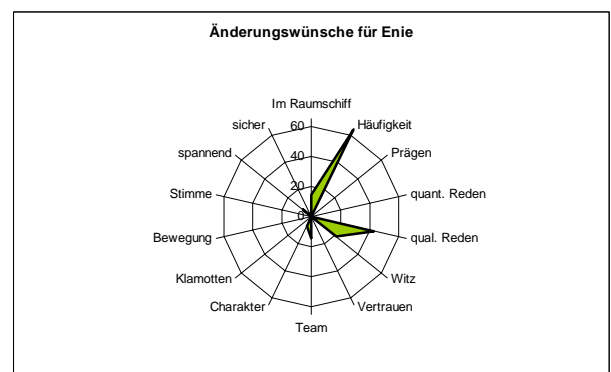 Änderungswünsche für Enie
Im Raumschiff
Häufigkeit
Prägen
quant. Reden
qual. Reden
Witz
Vertrauen
Team
Charakter
Klamotten
Bewegung
Stimme
spannend
sicher
60
40
20
0